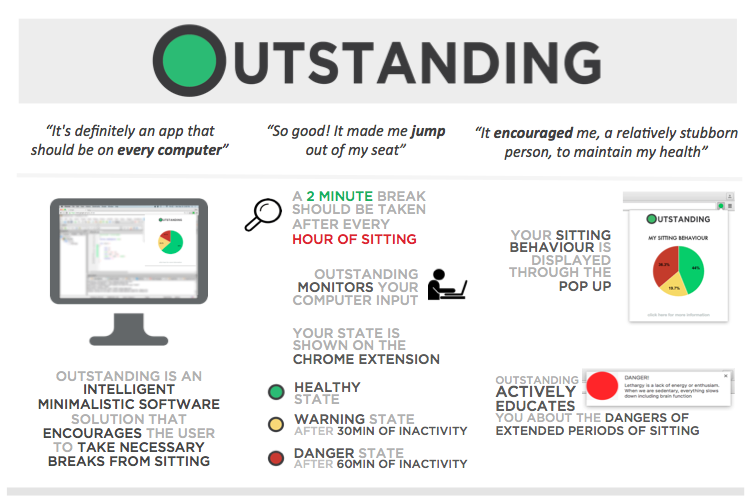 OUTSTANDING
“It's definitely an app that
should be on every computer”
“So good! It made me jump
out of my seat”
“It encouraged me, a relatively stubborn
person, to maintain my health”
OUTSTANDING IS AN
INTELLIGENT
MINIMALISTIC SOFTWARE
SOLUTION THAT
ENCOURAGES THE USER
TO TAKE NECESSARY
BREAKS FROM SITTING
A 2 MINUTE BREAK
SHOULD BE TAKEN
AFTER EVERY
HOUR OF SITTING
OUTSTANDING
MONITORS YOUR
COMPUTER INPUT
YOUR STATE IS
SHOWN ON THE
CHROME EXTENSION
HEALTHY
STATE
WARNING STATE
AFTER 30MIN OF INACTIVITY
DANGER STATE
AFTER 60MIN OF INACTIVITY
YOUR SITTING
BEHAVIOUR IS
DISPLAYED
THROUGH THE
POP UP
OUTSTANDING
MY SITTING BEHAVIOUR
click here for more information
OUTSTANDING
ACTIVELY
EDUCATES
YOU ABOUT THE DANGERS OF
EXTENDED PERIODS OF SITTING
DANGER!
Lethargy is a lack of energy or enthusiasm.
When we are sedentary, everything slows
down including brain function